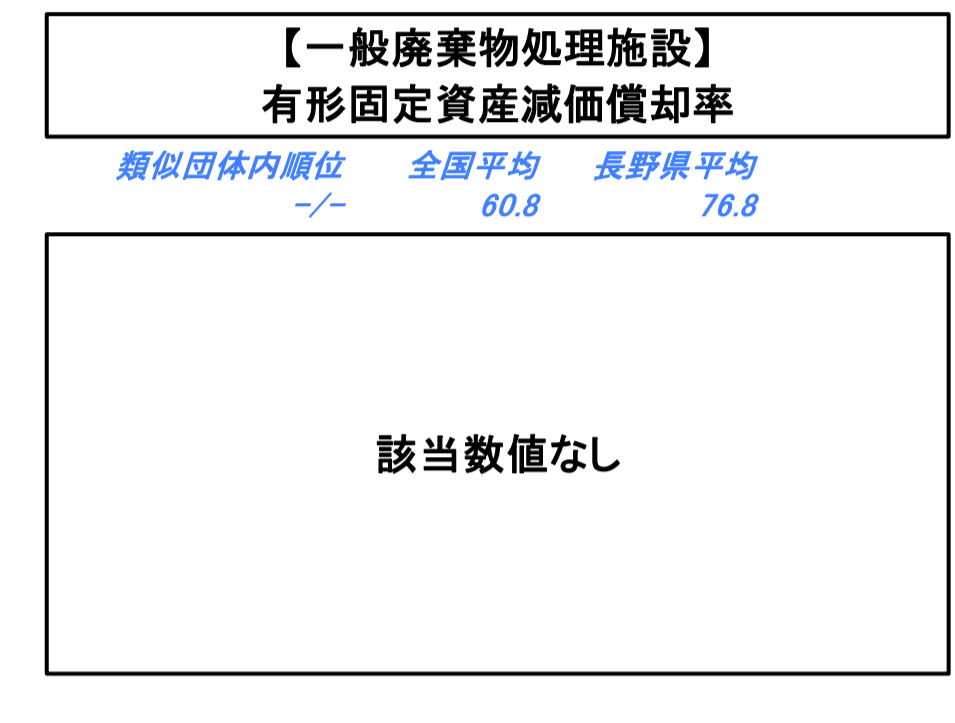 【一般廃棄物処理施設】
有形固定資産減価償却率
類似団体内順位 全国平均 長野県平均
-/- 60.8 76.8
該当数値なし